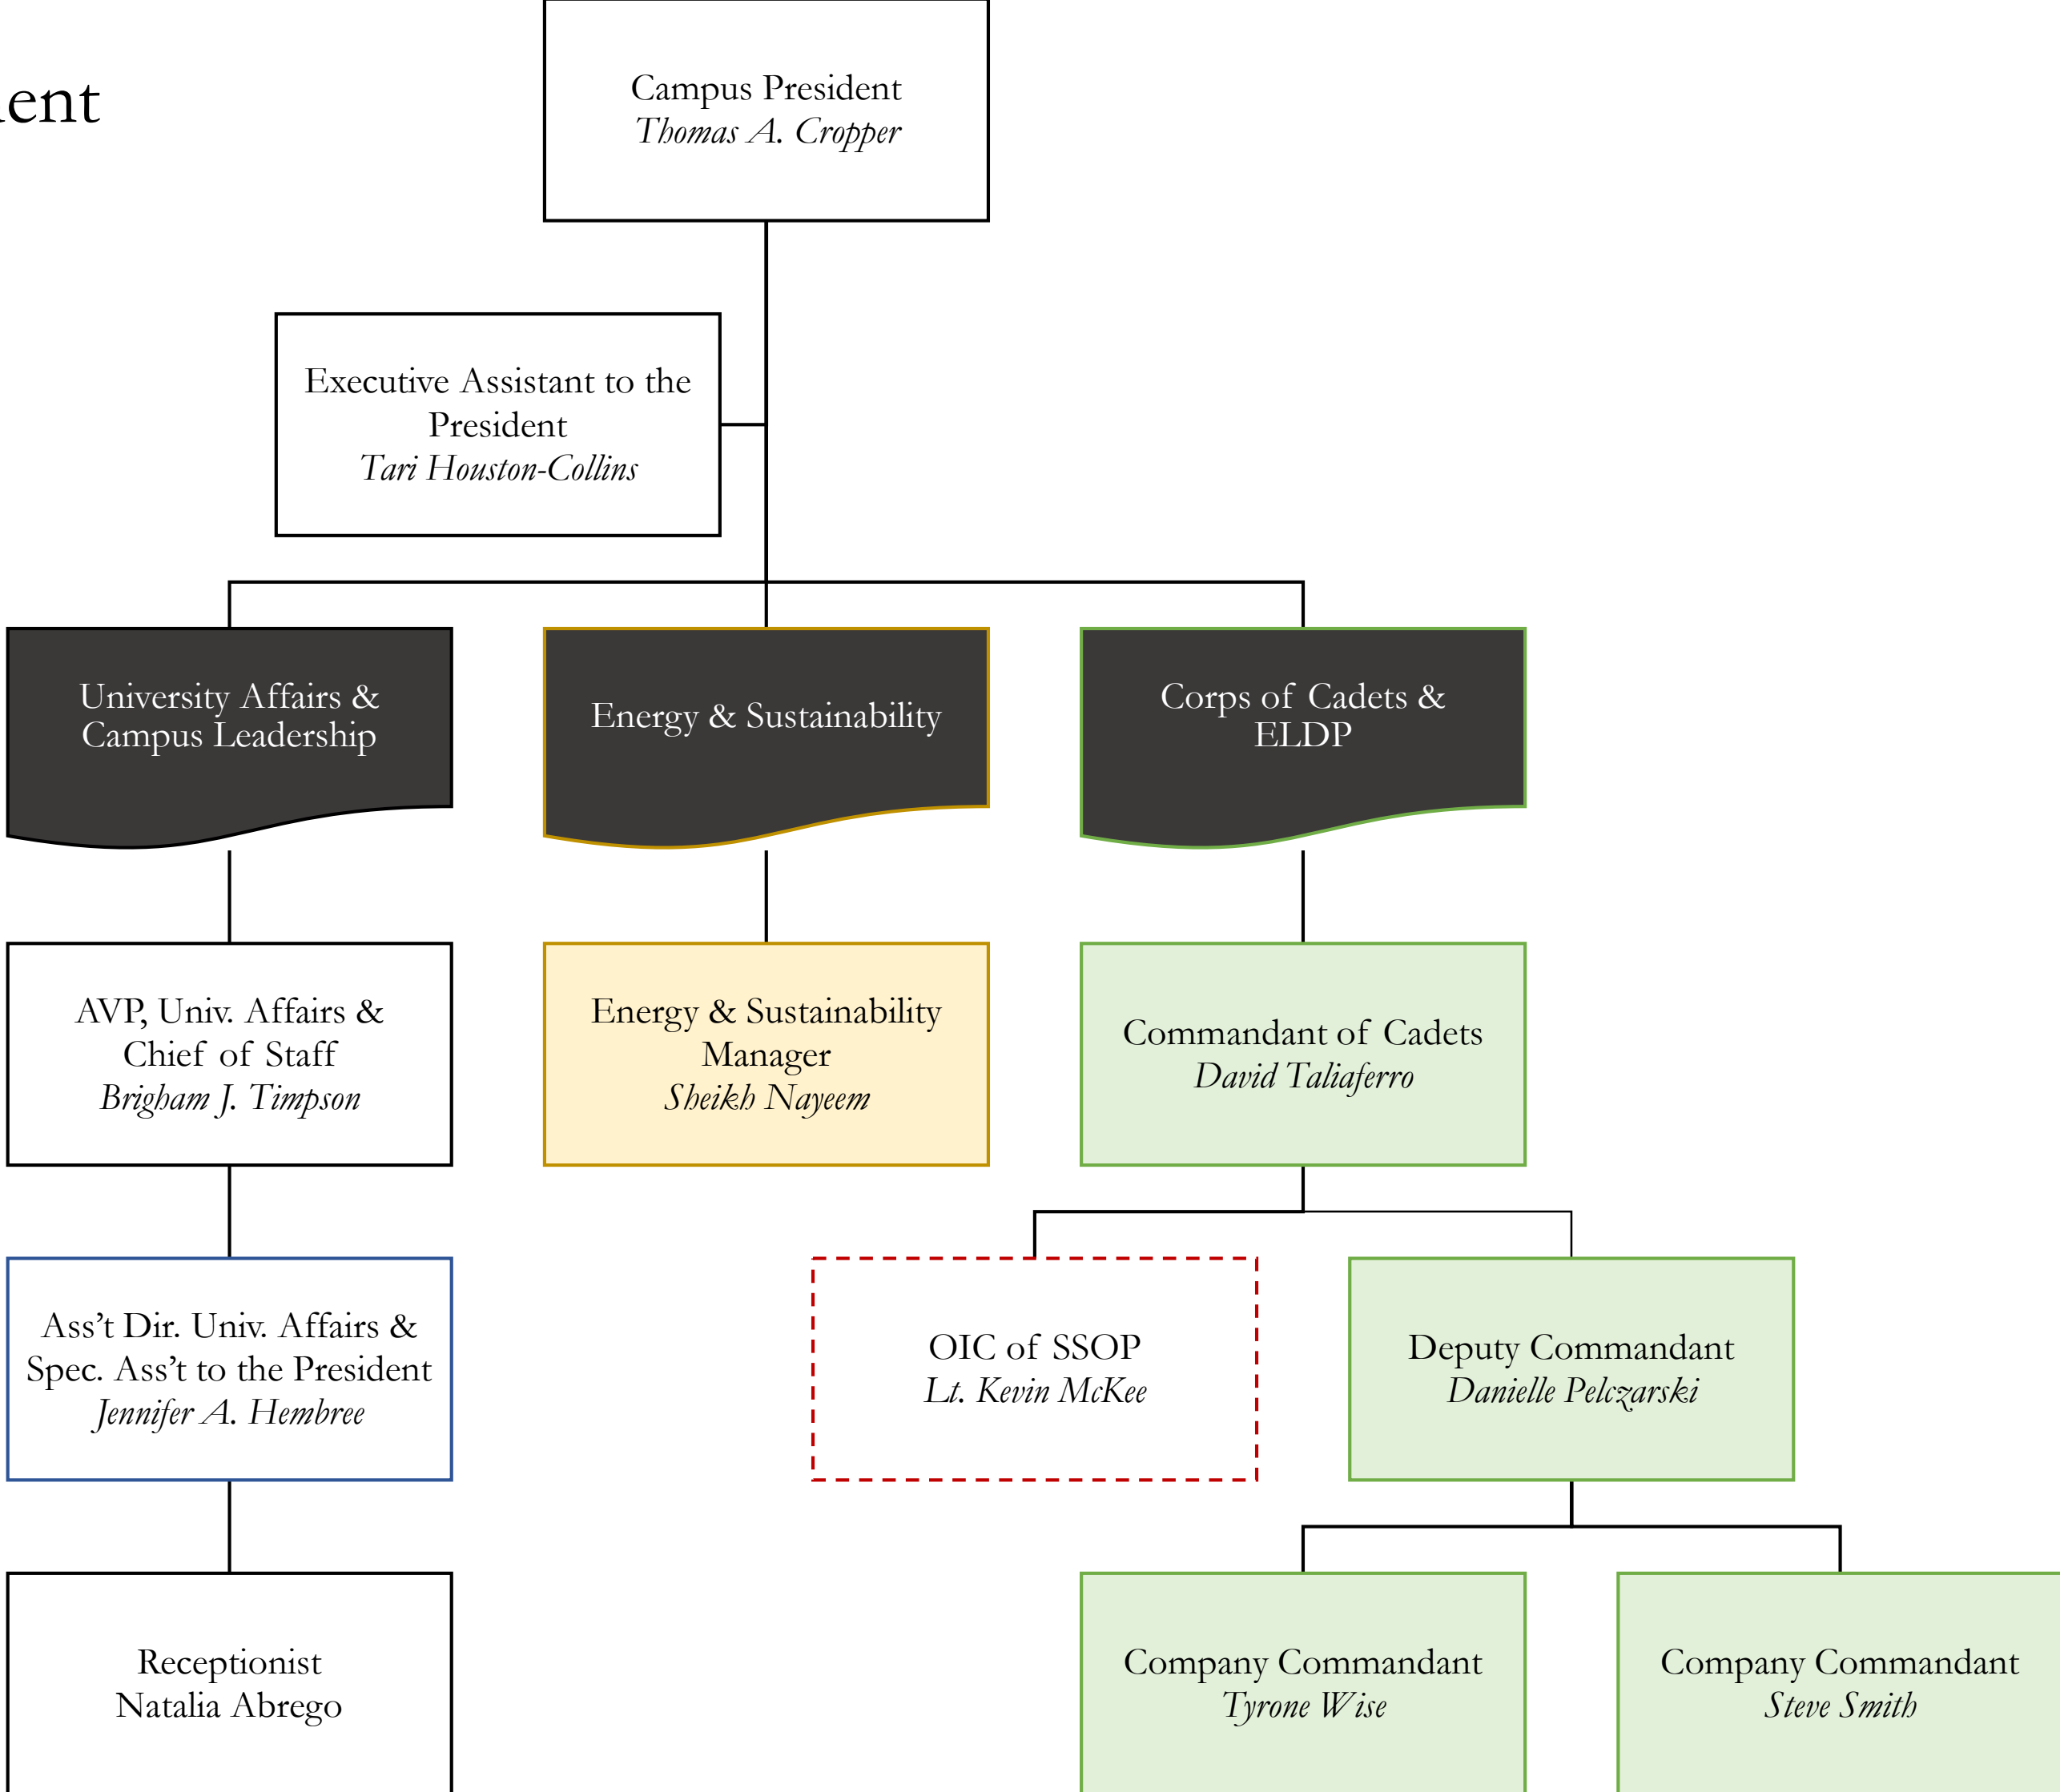 Campus President
Thomas A. Cropper
Executive Assistant to the
President
Tari Houston-Collins
University Affairs &
Campus Leadership
Energy & Sustainability
Corps of Cadets &
ELDP
AVP, Univ. Affairs &
Chief of Staff
Brigham J. Timpson
Energy & Sustainability
Manager
Sheikh Nayeem
Commandant of Cadets
David Taliaferro
Ass’t Dir. Univ. Affairs &
Spec. Ass’t to the President
Jennifer A. Hembree
OIC of SSOP
Lt. Kevin McKee
Deputy Commandant
Danielle Pelczarski
Receptionist
Natalia Abrego
Company Commandant
Tyrone Wise
Company Commandant
Steve Smith